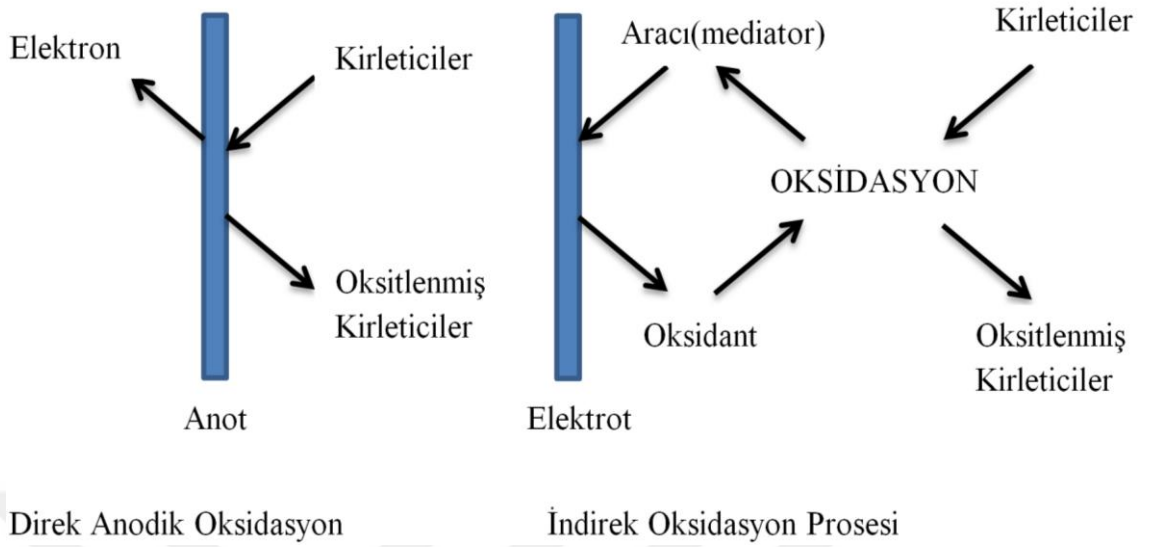 Elektron
Kirleticiler
Oksitlenmiş
Kirleticiler
Anot
Direk Anodik Oksidasyon
Aracı(mediator)
Kirleticiler
OKSİDASYON
Oksidant
Oksitlenmiş
Kirleticiler
Elektrot
İndirek Oksidasyon Prosesi